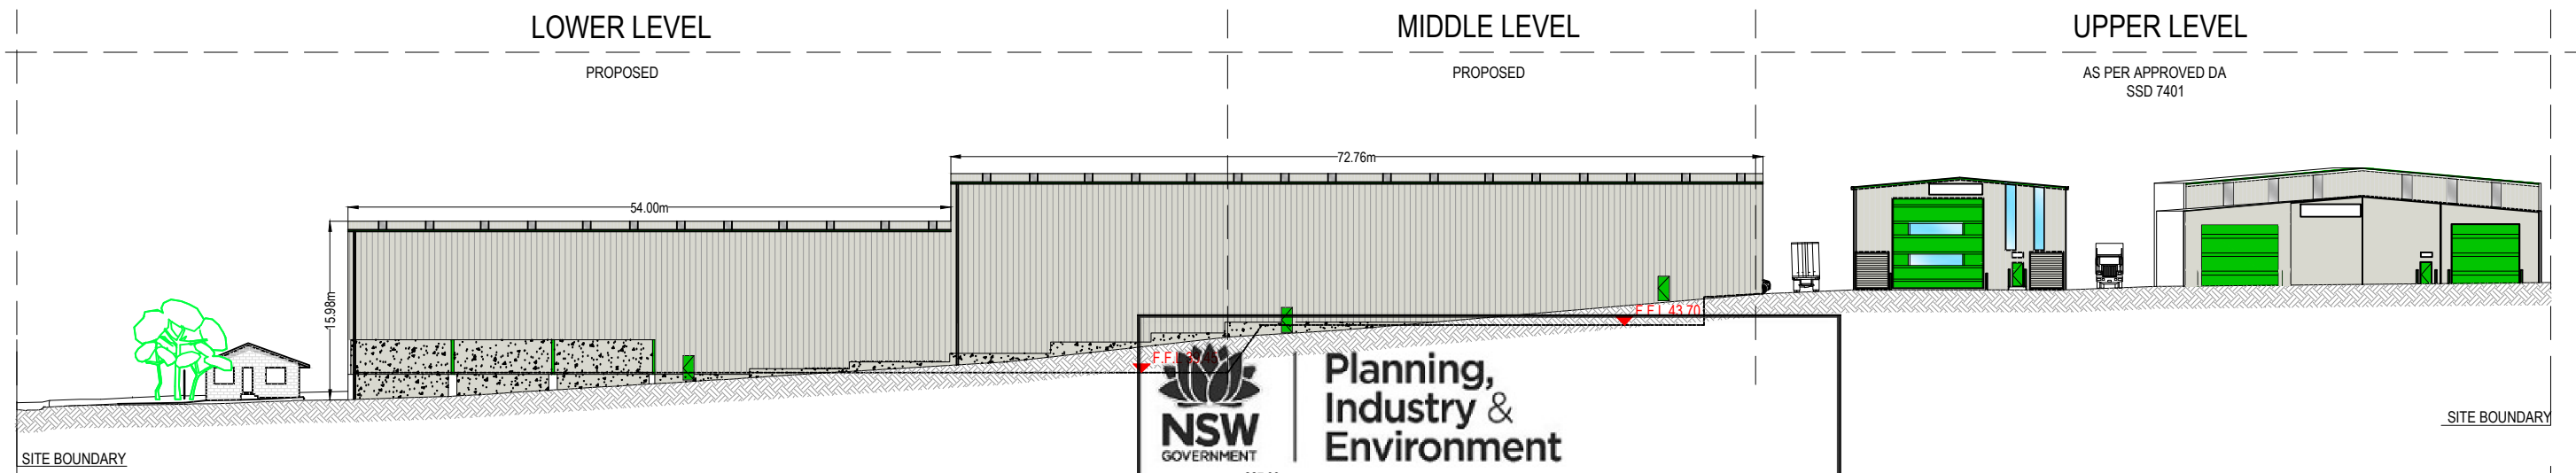 LOWER LEVEL
MIDDLE LEVEL
UPPER LEVEL
PROPOSED
PROPOSED
AS PER APPROVED DA
SSD 7401
72.76m
54.00m
15.98m
F.F.L 43.70
F.F.L
Planning,
Industry &
Environment
NSW
GOVERNMENT
SITE BOUNDARY
SITE BOUNDARY